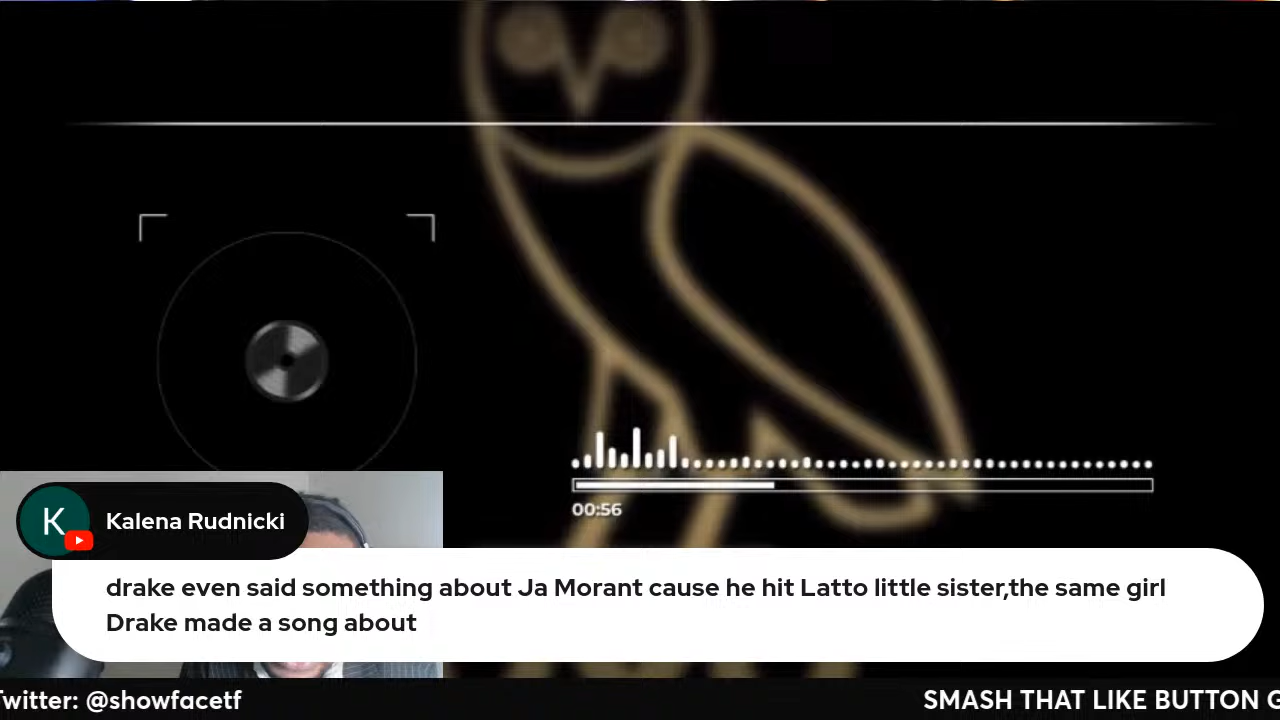 00:56
K
Kalena Rudnicki
drake even said something about Ja Morant cause he hit Latto little sister,the same girl
Drake made a song about
Twitter: @showfacetf
SMASH THAT LIKE BUTTON G